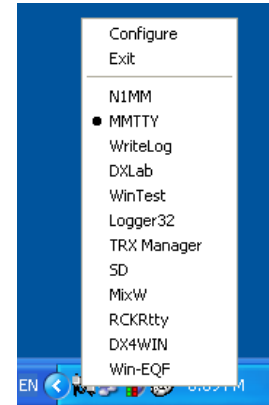 Configure
Exit
N1MM
MMTTY
WriteLog
DXLab
WinTest
Logger32
TRX Manager
SD
MixW
RCKRtty
DX4WIN
Win-EQF
EN